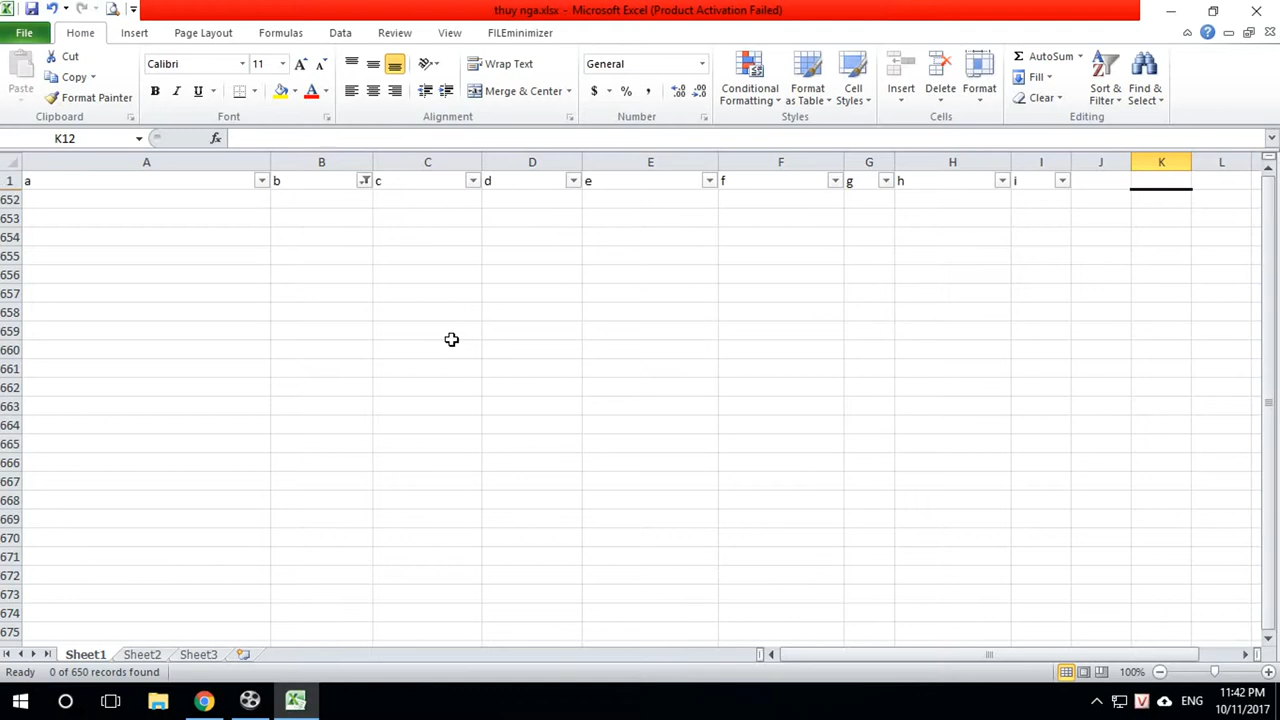 thuy nga.xlsx - Microsoft Excel (Product Activation Failed)
File Home Insert Page Layout Formulas Data Review View FILEminimizer
Paste
Cut
Copy
Format Painter
Clipboard
Calibri 11
B I U
Font
Wrap Text
Merge & Center
Alignment
General
$ % ,
Number
Conditional Formatting
Format as Table
Cell Styles
Styles
Insert
Delete
Format
Cells
AutoSum
Fill
Clear
Sort & Filter
Find & Select
Editing
K12 fx
A B C D E F G H I J K L
1 a b c d e f g h i
652
653
654
655
656
657
658
659
660
661
662
663
664
665
666
667
668
669
670
671
672
673
674
675
Sheet1 Sheet2 Sheet3
Ready 0 of 650 records found 100%
ENG
11:42 PM
10/11/2017